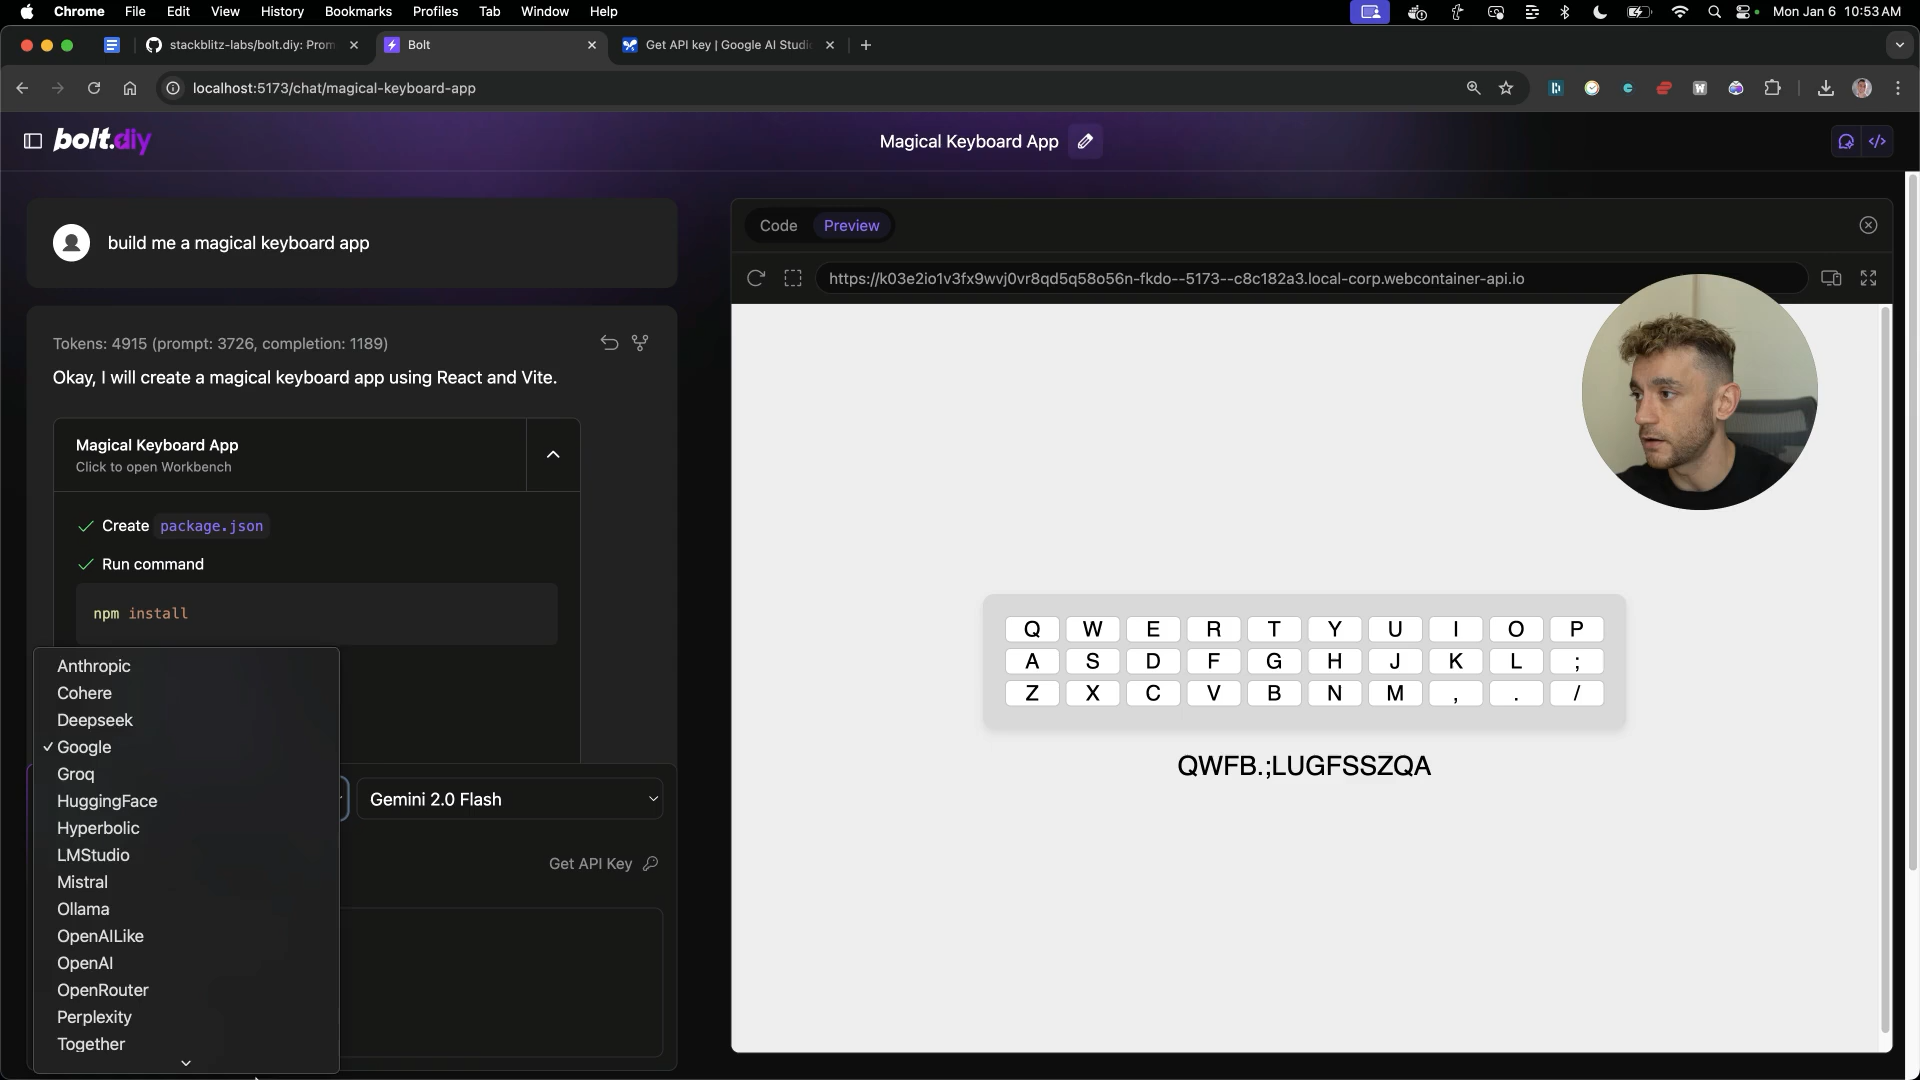 Chrome File Edit View History Bookmarks Profiles Tab Window Help
Mon Jan 6 10:53 AM
stackblitz-labs/bolt.diy: Prom
Bolt
Get API key | Google AI Studio
localhost:5173/chat/magical-keyboard-app
bolt.diy
Magical Keyboard App
build me a magical keyboard app
Tokens: 4915 (prompt: 3726, completion: 1189)
Okay, I will create a magical keyboard app using React and Vite.
Magical Keyboard App
Click to open Workbench
Create package.json
Run command
npm install
Anthropic
Cohere
Deepseek
Google
Groq
HuggingFace
Hyperbolic
LMStudio
Mistral
Ollama
OpenAILike
OpenAI
OpenRouter
Perplexity
Together
Gemini 2.0 Flash
Get API Key
Code Preview
https://k03e2io1v3fx9wvj0vr8qd5q58o56n-fkdo--5173--c8c182a3.local-corp.webcontainer-api.io
Q W E R T Y U I O P
A S D F G H J K L ;
Z X C V B N M , . /
QWFB.;LUGFSSZQA